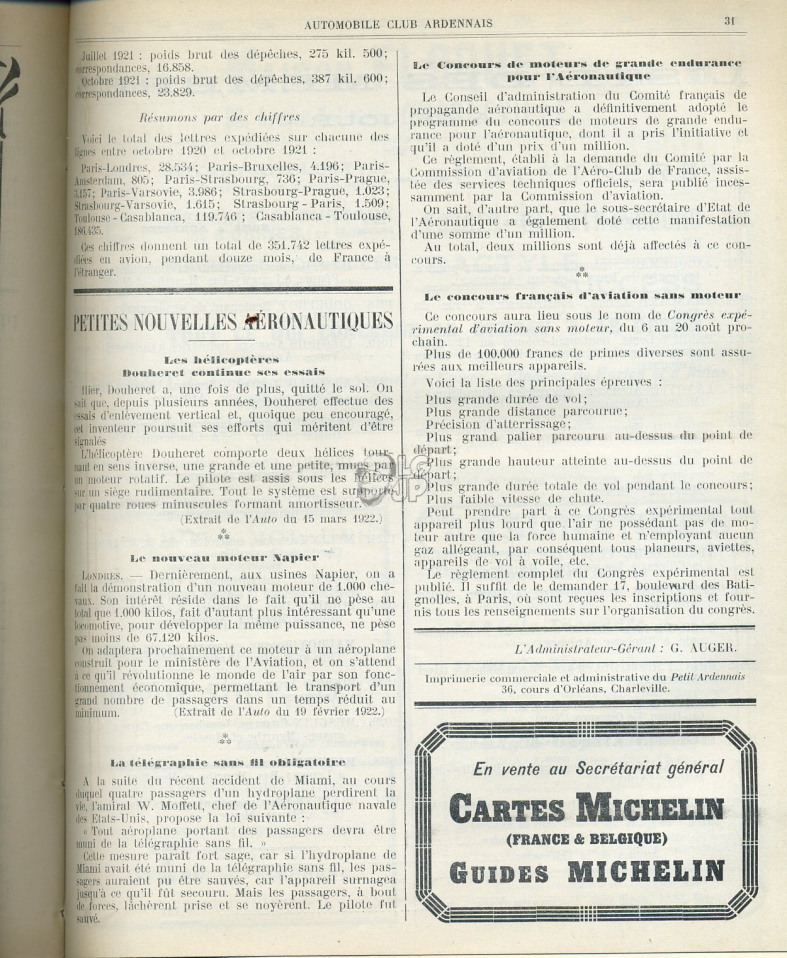 AUTOMOBILE CLUB ARDENNAIS 31
Juillet 1921 : poids brut des dépêches, 275 kil. 500;
correspondances, 16.858.
Octobre 1921 : poids brut des dépêches, 387 kil. 600;
correspondances, 23.829.
Résumons par des chiffres
Voici le total des lettres expédiées sur chacune des
lignes entre octobre 1920 et octobre 1921 :
Paris-Londres, 28.534; Paris-Bruxelles, 4.196; Paris-
Amsterdam, 805; Paris-Strasbourg, 736; Paris-Prague,
3.157; Paris-Varsovie, 3.986; Strasbourg-Prague, 1.023;
Strasbourg-Varsovie, 1.615; Strasbourg - Paris, 1.509;
Toulouse - Casablanca, 119.746 ; Casablanca - Toulouse,
186.435.
Ces chiffres donnent un total de 351.742 lettres expé-
diées en avion, pendant douze mois, de France à
l'étranger.
PETITES NOUVELLES AÉRONAUTIQUES
Les hélicoptères
Douheret continue ses essais
Hier, Douheret a, une fois de plus, quitté le sol. On
sait que, depuis plusieurs années, Douheret effectue des
essais d'enlèvement vertical et, quoique peu encouragé,
cet inventeur poursuit ses efforts qui méritent d'être
signalés
L'hélicoptère Douheret comporte deux hélices tour-
nant en sens inverse, une grande et une petite, mues par
un moteur rotatif. Le pilote est assis sous les hélices
sur un siège rudimentaire. Tout le système est supporté
par quatre roues minuscules formant amortisseur.
(Extrait de l'Auto du 15 mars 1922.)
*
**
Le nouveau moteur Napier
LONDRES. — Dernièrement, aux usines Napier, on a
fait la démonstration d'un nouveau moteur de 1.000 che-
vaux. Son intérêt réside dans le fait qu'il ne pèse au
total que 1.000 kilos, fait d'autant plus intéressant qu'une
locomotive, pour développer la même puissance, ne pèse
pas moins de 67.120 kilos.
On adaptera prochainement ce moteur à un aéroplane
construit pour le ministère de l'Aviation, et on s'attend
à ce qu'il révolutionne le monde de l'air par son fonc-
tionnement économique, permettant le transport d'un
grand nombre de passagers dans un temps réduit au
minimum. (Extrait de l'Auto du 19 février 1922.)
*
**
La télégraphie sans fil obligatoire
A la suite du récent accident de Miami, au cours
duquel quatre passagers d'un hydroplane perdirent la
vie, l'amiral W. Moffett, chef de l'Aéronautique navale
des Etats-Unis, propose la loi suivante :
« Tout aéroplane portant des passagers devra être
muni de la télégraphie sans fil. »
Cette mesure paraît fort sage, car si l'hydroplane de
Miami avait été muni de la télégraphie sans fil, les pas-
sagers auraient pu être sauvés, car l'appareil surnagea
jusqu'à ce qu'il fût secouru. Mais les passagers, à bout
de forces, lâchèrent prise et se noyèrent. Le pilote fut
sauvé.
Le Concours de moteurs de grande endurance
pour l'Aéronautique
Le Conseil d'administration du Comité français de
propagande aéronautique a définitivement adopté le
programme du concours de moteurs de grande endu-
rance pour l'aéronautique, dont il a pris l'initiative et
qu'il a doté d'un prix d'un million.
Ce règlement, établi à la demande du Comité par la
Commission d'aviation de l'Aéro-Club de France, assis-
tée des services techniques officiels, sera publié inces-
samment par la Commission d'aviation.
On sait, d'autre part, que le sous-secrétaire d'Etat de
l'Aéronautique a également doté cette manifestation
d'une somme d'un million.
Au total, deux millions sont déjà affectés à ce con-
cours.
*
**
Le concours français d'aviation sans moteur
Ce concours aura lieu sous le nom de Congrès expé-
rimental d'aviation sans moteur, du 6 au 20 août pro-
chain.
Plus de 100.000 francs de primes diverses sont assu-
rées aux meilleurs appareils.
Voici la liste des principales épreuves :
Plus grande durée de vol;
Plus grande distance parcourue;
Précision d'atterrissage;
Plus grand palier parcouru au-dessus du point de
départ;
Plus grande hauteur atteinte au-dessus du point de
départ;
Plus grande durée totale de vol pendant le concours;
Plus faible vitesse de chute.
Peut prendre part à ce Congrès expérimental tout
appareil plus lourd que l'air ne possédant pas de mo-
teur autre que la force humaine et n'employant aucun
gaz allégeant, par conséquent tous planeurs, aviettes,
appareils de vol à voile, etc.
Le règlement complet du Congrès expérimental est
publié. Il suffit de le demander 17, boulevard des Bati-
gnolles, à Paris, où sont reçues les inscriptions et four-
nis tous les renseignements sur l'organisation du congrès.
L'Administrateur-Gérant : G. AUGER.
Imprimerie commerciale et administrative du Petit Ardennais
36, cours d'Orléans, Charleville.
En vente au Secrétariat général
CARTES MICHELIN
(FRANCE & BELGIQUE)
GUIDES MICHELIN